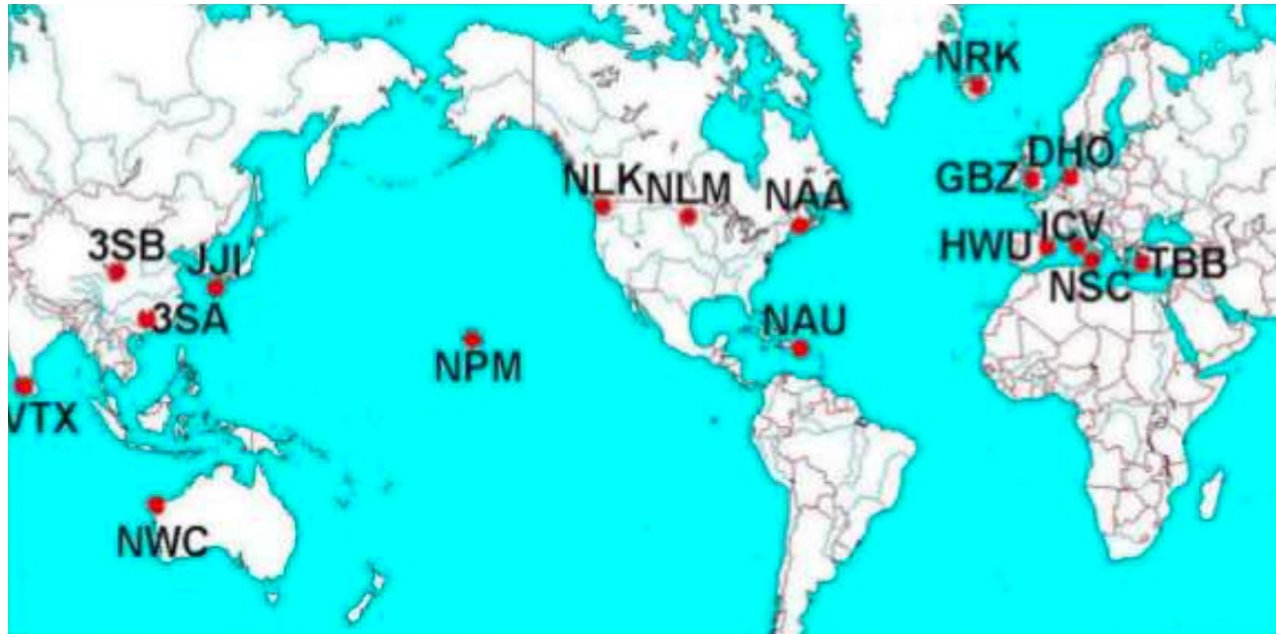 NRK
DHO
GBZ
NLK
NLM
NAA
ICV
HWU
3SB
JJI
TBB
NSC
3SA
NAU
NPM
VTX
NWC